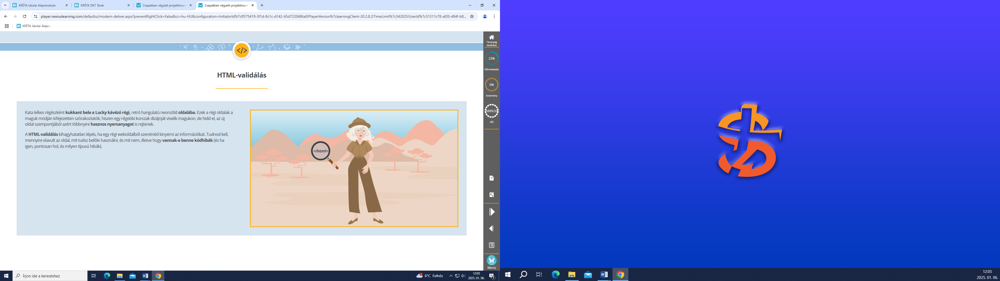 KRÉTA Iskolai Alaprendszer
KRÉTA DKT Tanár
Csapatban végzett projektmun
Csapatban végzett projektmun
player.nexiuslearning.com/defaultui/modern-deliver.aspx?preventRightClick=False&cc=hu-HU&configuration=InitiatorId%7cff375419-3f1d-8c1c-d142-65d7220486a0!PlayerVersion%7clearningClient-20.2.8.2!TimeLimit%7c342025!UserId%7c31311c78-af20-484f-b8...
KRÉTA Iskolai Alapr...
</>
Tananyag
bezárása
23%
Előrehaladás
0%
Eredmény
5699:33
Idő
HTML-validálás
Kata lelkes régészként kukkant bele a Lucky kávézó régi, retró hangulatú neonzöld oldalába. Ezek a régi oldalak a
maguk módján kifejezetten szórakoztatók, hiszen egy régebbi korszak dizájnját viselik magukon, de hidd el, az új
oldal szempontjából azért többnyire hasznos nyersanyagot is rejtenek.
A HTML-validálás kihagyhatatlan lépés, ha egy régi weboldalból szeretnéd kinyerni az információkat. Tudnod kell,
mennyire elavult az oldal, mit tudsz belőle használni, és mit nem, illetve hogy vannak-e benne kódhibák (és ha
igen, pontosan hol, és milyen típusú hibák).
</html>
Menü
Írjon ide a kereséshez
6°C Felhős
12:05
2025. 01. 06.
12:05
2025. 01. 06.